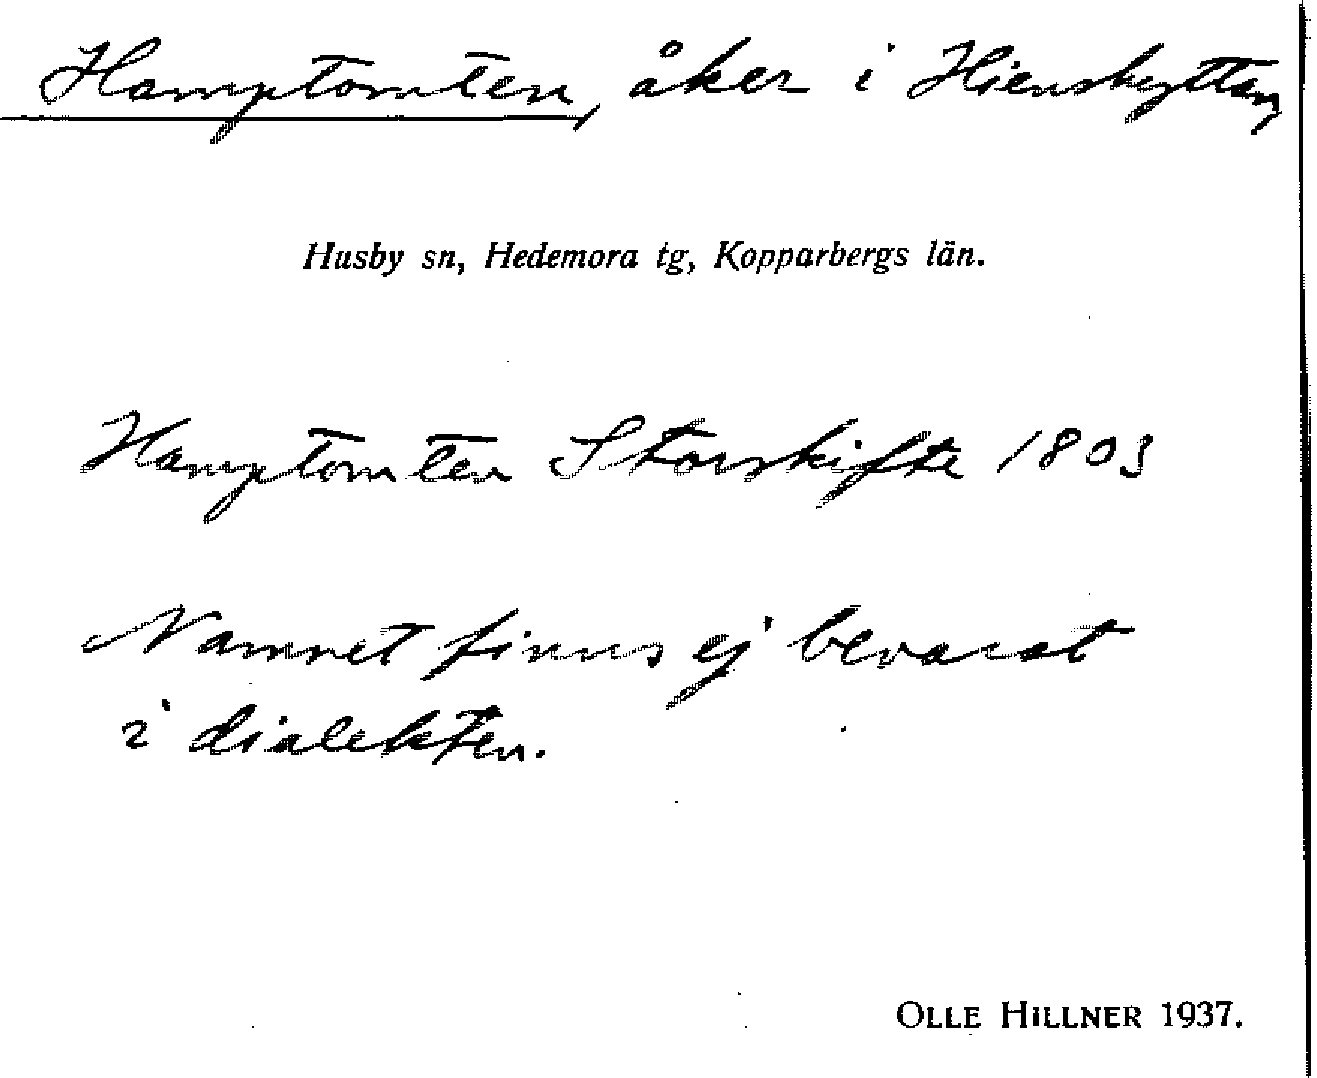 Hamptomten, åker i Hienshyttan,
Husby sn, Hedemora tg, Kopparbergs län.
Hamptomten Storskifte 1803
Namnet finns ej bevarat
i dialekten.
OLLE HILLNER 1937.